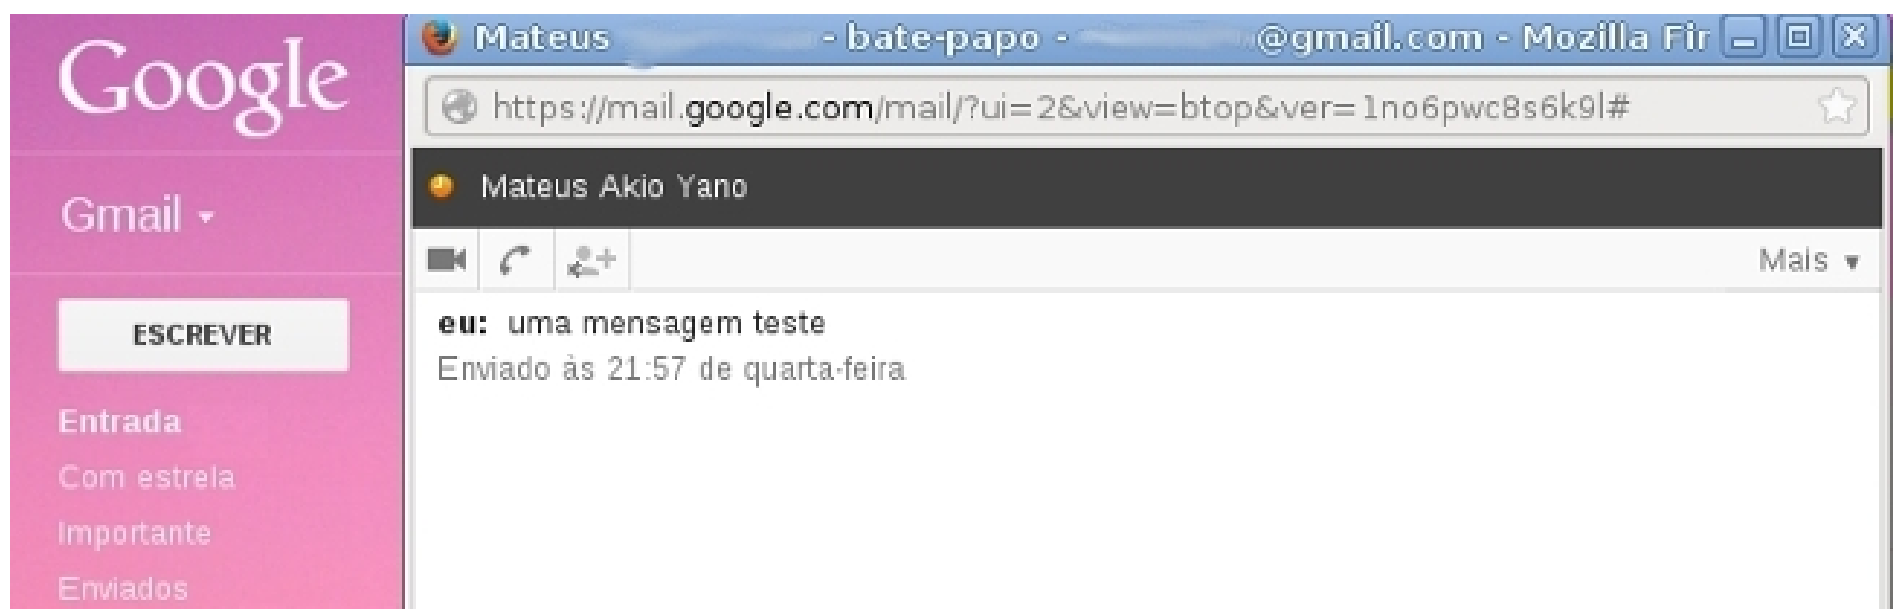 Google
Gmail
ESCREVER
Entrada
Com estrela
Importante
Enviados
Mateus - bate-papo - @gmail.com - Mozilla Fir
https://mail.google.com/mail/?ui=2&view=btop&ver=1no6pwc8s6k9l#
Mateus Akio Yano
Mais
eu: uma mensagem teste
Enviado às 21:57 de quarta-feira